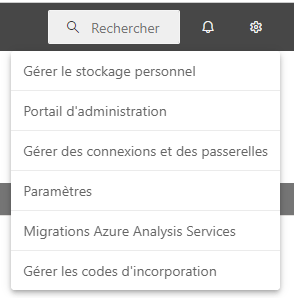 Rechercher
Gérer le stockage personnel
Portail d'administration
Gérer des connexions et des passerelles
Paramètres
Migrations Azure Analysis Services
Gérer les codes d'incorporation